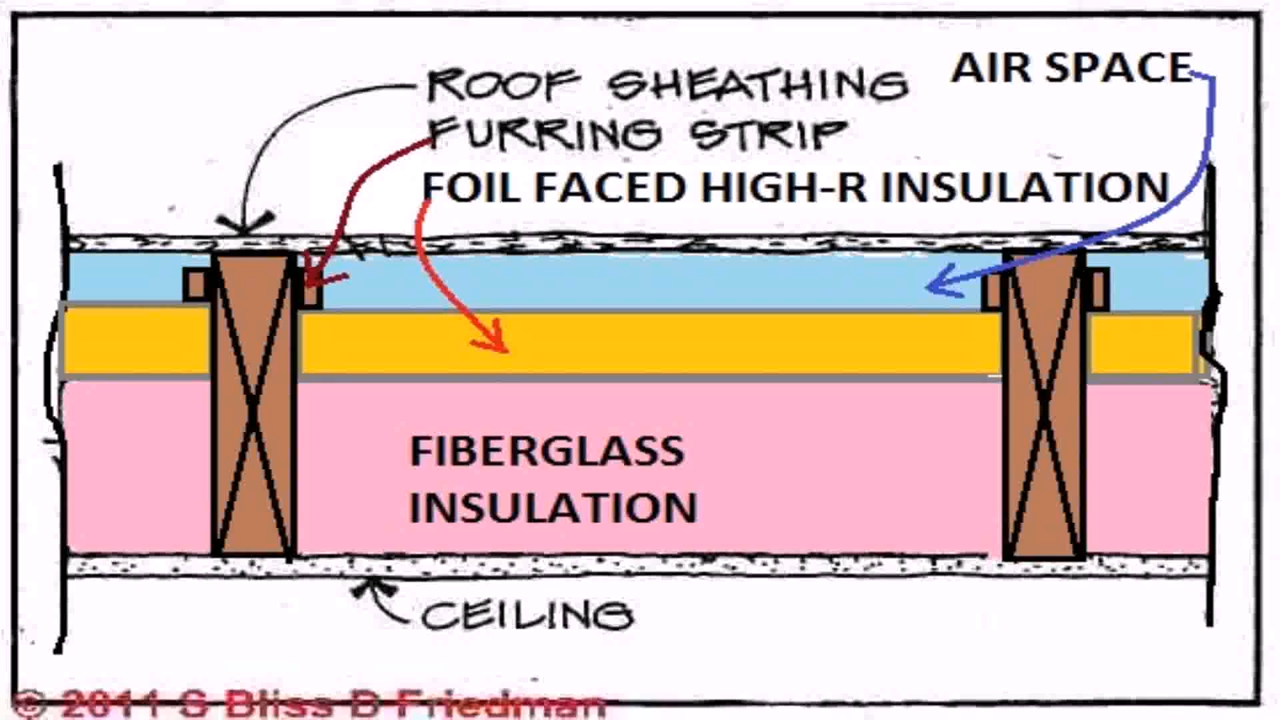 AIR SPACE
ROOF SHEATHING
FURRING STRIP
FOIL FACED HIGH-R INSULATION
FIBERGLASS
INSULATION
CEILING
© 2011 S Bliss D Friedman